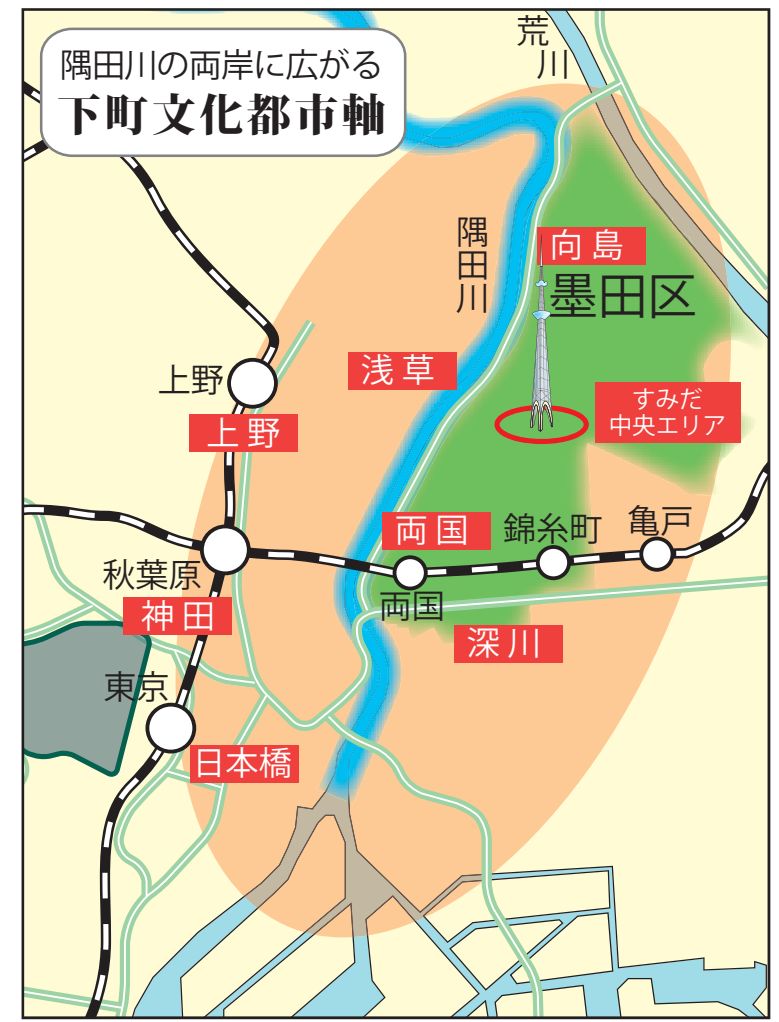 隅田川の両岸に広がる
下町文化都市軸
荒川
隅田川
向島
墨田区
浅草
上野
上野
すみだ
中央エリア
両国
錦糸町
亀戸
秋葉原
両国
神田
深川
東京
日本橋